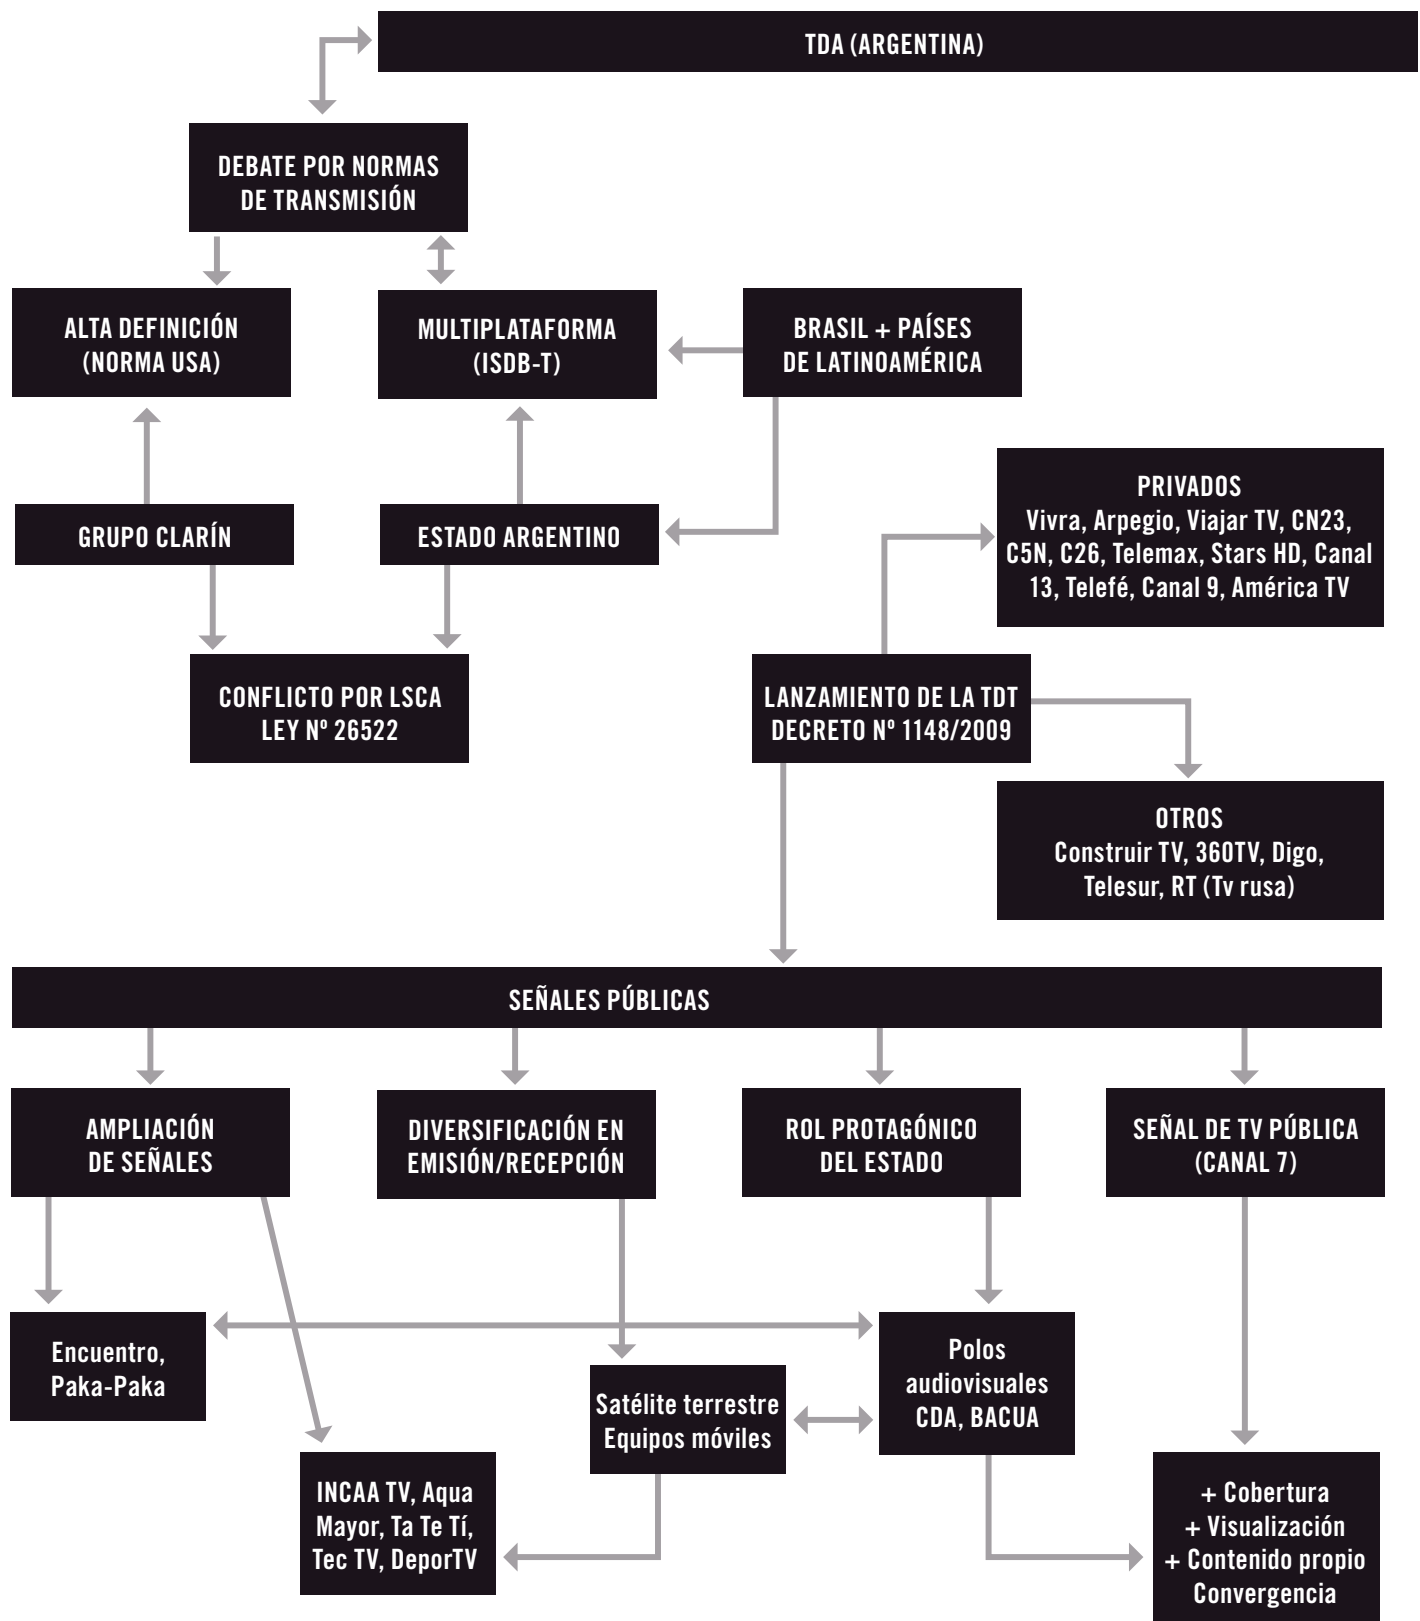 TDA (ARGENTINA)
DEBATE POR NORMAS
DE TRANSMISIÓN
ALTA DEFINICIÓN
(NORMA USA)
MULTIPLATAFORMA
(ISDB-T)
BRASIL + PAÍSES
DE LATINOAMÉRICA
GRUPO CLARÍN
ESTADO ARGENTINO
PRIVADOS
Vivra, Arpegio, Viajar TV, CN23,
C5N, C26, Telemax, Stars HD, Canal
13, Telefé, Canal 9, América TV
CONFLICTO POR LSCA
LEY Nº 26522
LANZAMIENTO DE LA TDT
DECRETO Nº 1148/2009
OTROS
Construir TV, 360TV, Digo,
Telesur, RT (Tv rusa)
SEÑALES PÚBLICAS
AMPLIACIÓN
DE SEÑALES
DIVERSIFICACIÓN EN
EMISIÓN/RECEPCIÓN
ROL PROTAGÓNICO
DEL ESTADO
SEÑAL DE TV PÚBLICA
(CANAL 7)
Encuentro,
Paka-Paka
Satélite terrestre
Equipos móviles
Polos
audiovisuales
CDA, BACUA
INCAA TV, Aqua
Mayor, Ta Te Tí,
Tec TV, DeporTV
+ Cobertura
+ Visualización
+ Contenido propio
Convergencia